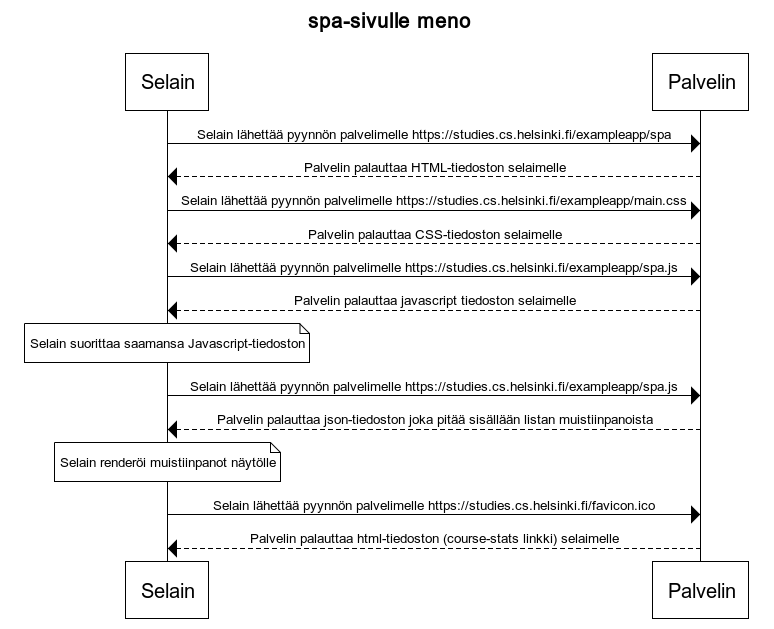 spa-sivulle meno
Selain
Palvelin
Selain lähettää pyynnön palvelimelle https://studies.cs.helsinki.fi/exampleapp/spa
Palvelin palauttaa HTML-tiedoston selaimelle
Selain lähettää pyynnön palvelimelle https://studies.cs.helsinki.fi/exampleapp/main.css
Palvelin palauttaa CSS-tiedoston selaimelle
Selain lähettää pyynnön palvelimelle https://studies.cs.helsinki.fi/exampleapp/spa.js
Palvelin palauttaa javascript tiedoston selaimelle
Selain suorittaa saamansa Javascript-tiedoston
Selain lähettää pyynnön palvelimelle https://studies.cs.helsinki.fi/exampleapp/spa.js
Palvelin palauttaa json-tiedoston joka pitää sisällään listan muistiinpanoista
Selain renderöi muistiinpanot näytölle
Selain lähettää pyynnön palvelimelle https://studies.cs.helsinki.fi/favicon.ico
Palvelin palauttaa html-tiedoston (course-stats linkki) selaimelle
Selain
Palvelin